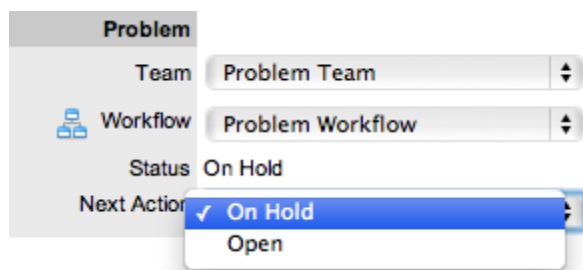 Problem
Team Problem Team
Workflow Problem Workflow
Status On Hold
Next Action ✓ On Hold
Open